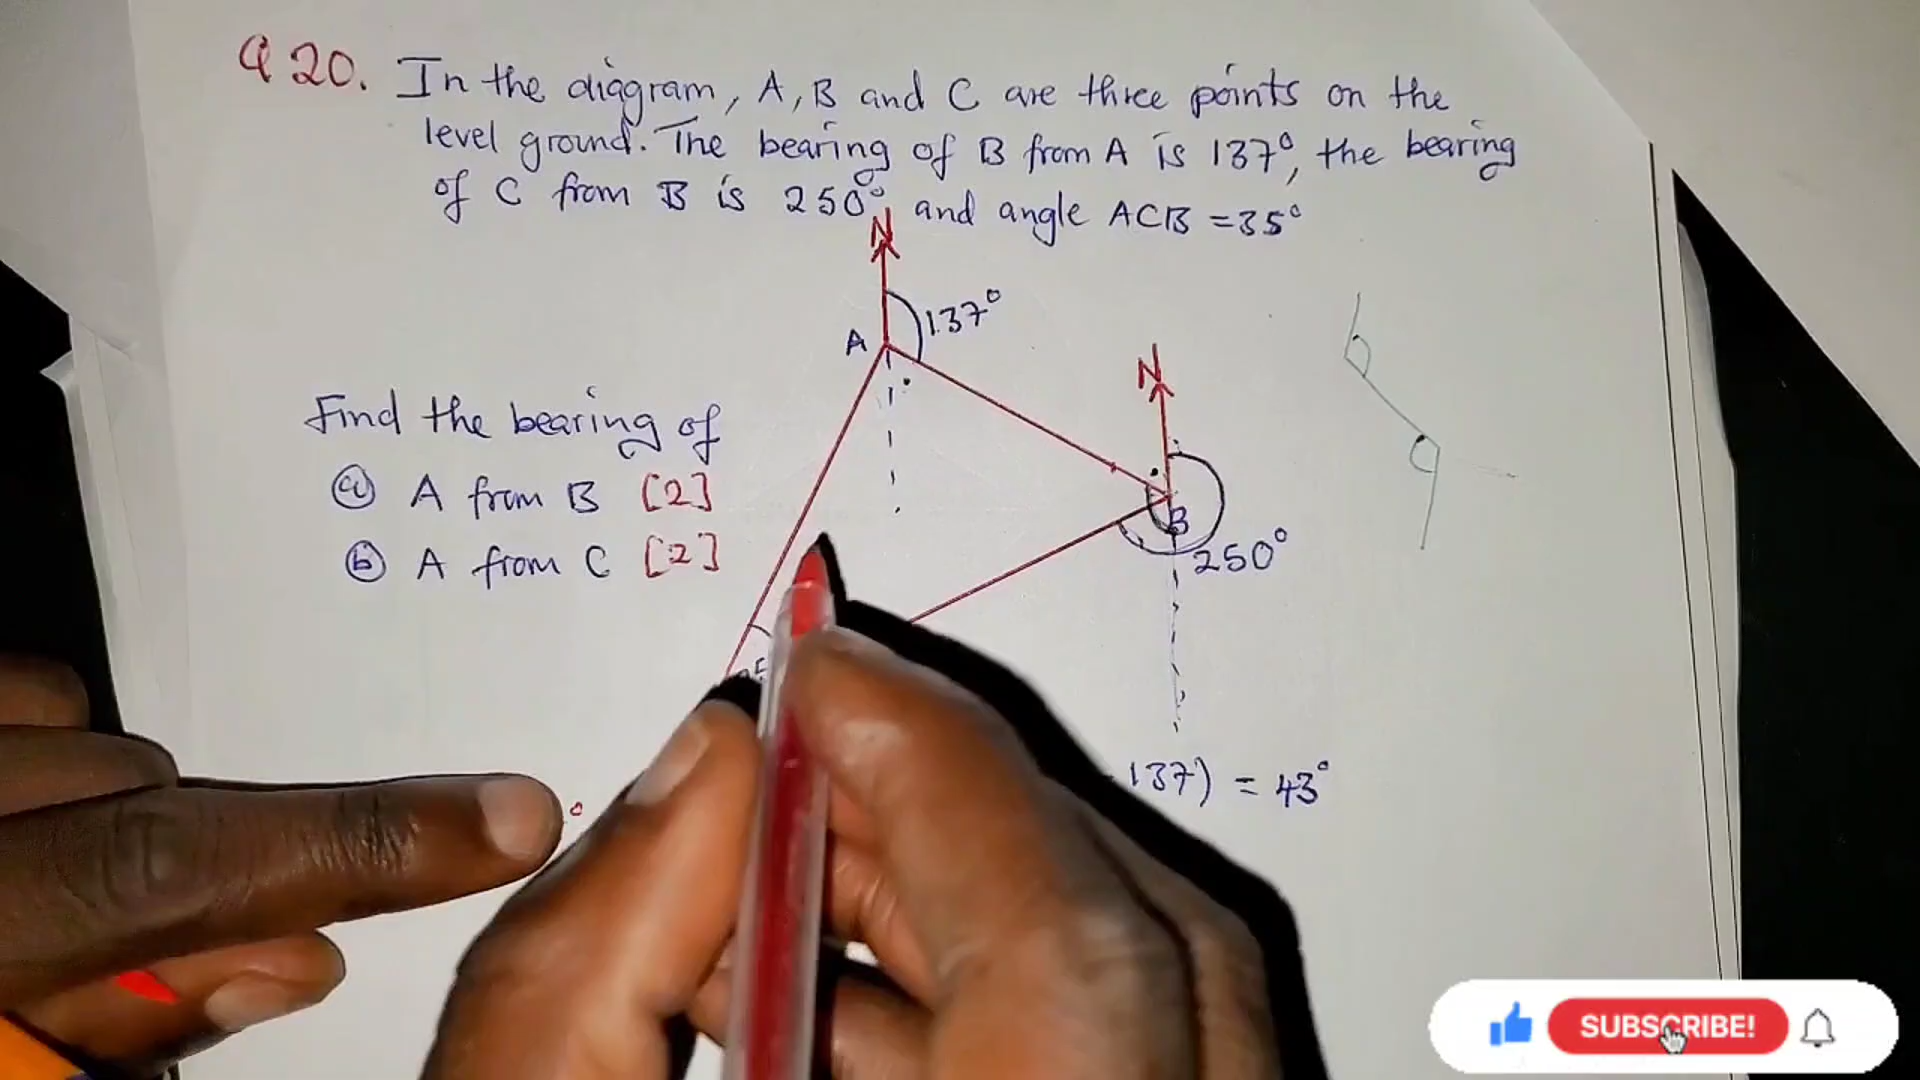 Q 20. In the diagram, A, B and C are three points on the
level ground. The bearing of B from A is 137°, the bearing
of C from B is 250° and angle ACB = 35°
N
A
137°
N
Find the bearing of
(a) A from B [2]
(b) A from C [2]
B
250°
137) = 43°
SUBSCRIBE!